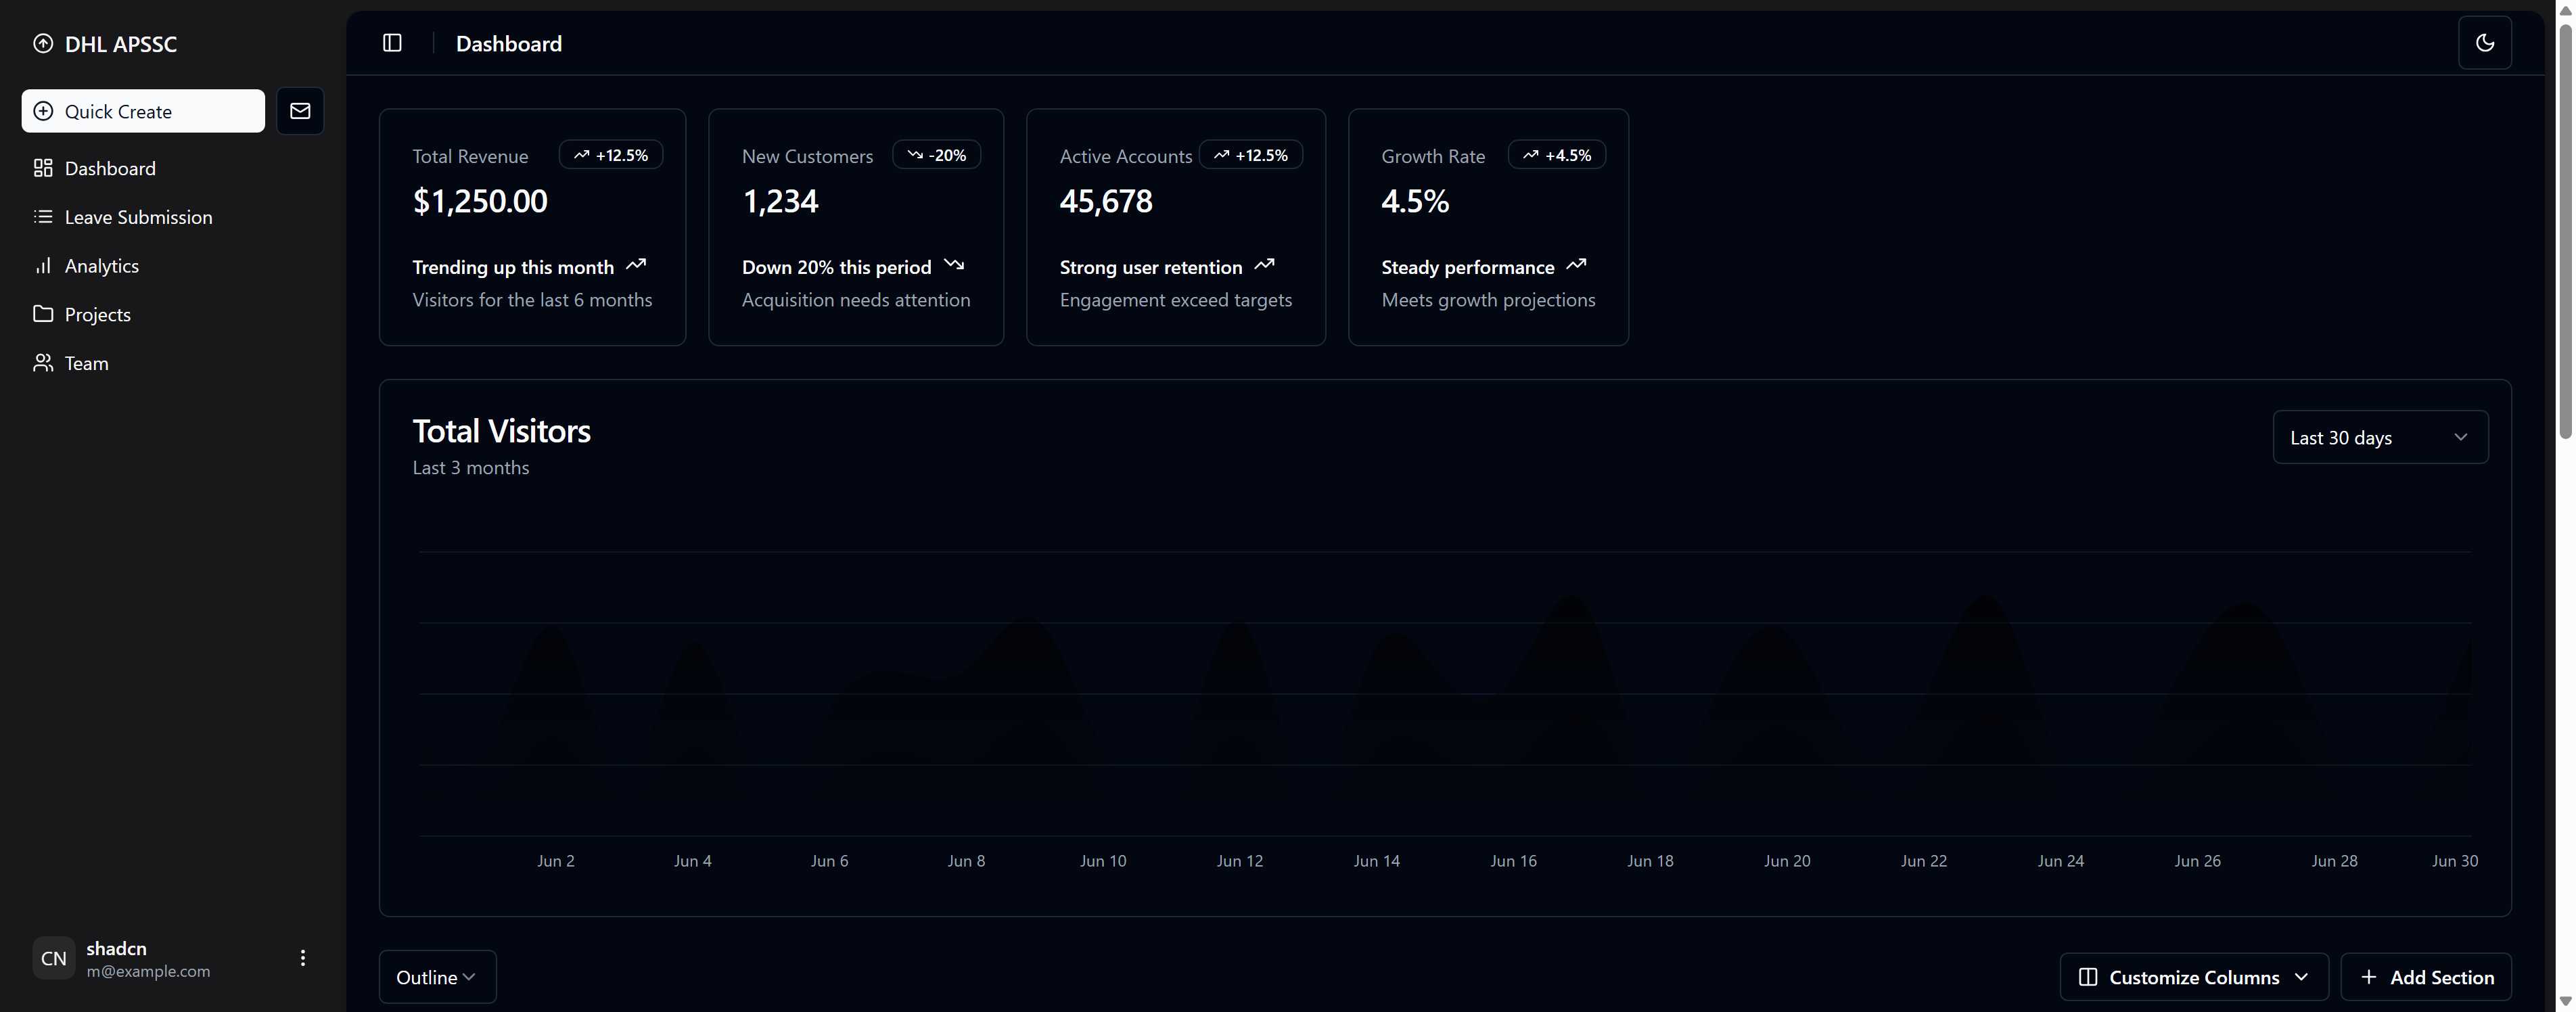 DHL APSSC
Quick Create
Dashboard
Leave Submission
Analytics
Projects
Team
shadcn
CN
m@example.com
Dashboard
Total Revenue
+12.5%
$1,250.00
Trending up this month
Visitors for the last 6 months
New Customers
-20%
1,234
Down 20% this period
Acquisition needs attention
Active Accounts
+12.5%
45,678
Strong user retention
Engagement exceed targets
Growth Rate
+4.5%
4.5%
Steady performance
Meets growth projections
Total Visitors
Last 3 months
Last 30 days
Jun 2 Jun 4 Jun 6 Jun 8 Jun 10 Jun 12 Jun 14 Jun 16 Jun 18 Jun 20 Jun 22 Jun 24 Jun 26 Jun 28 Jun 30
Outline
Customize Columns
Add Section